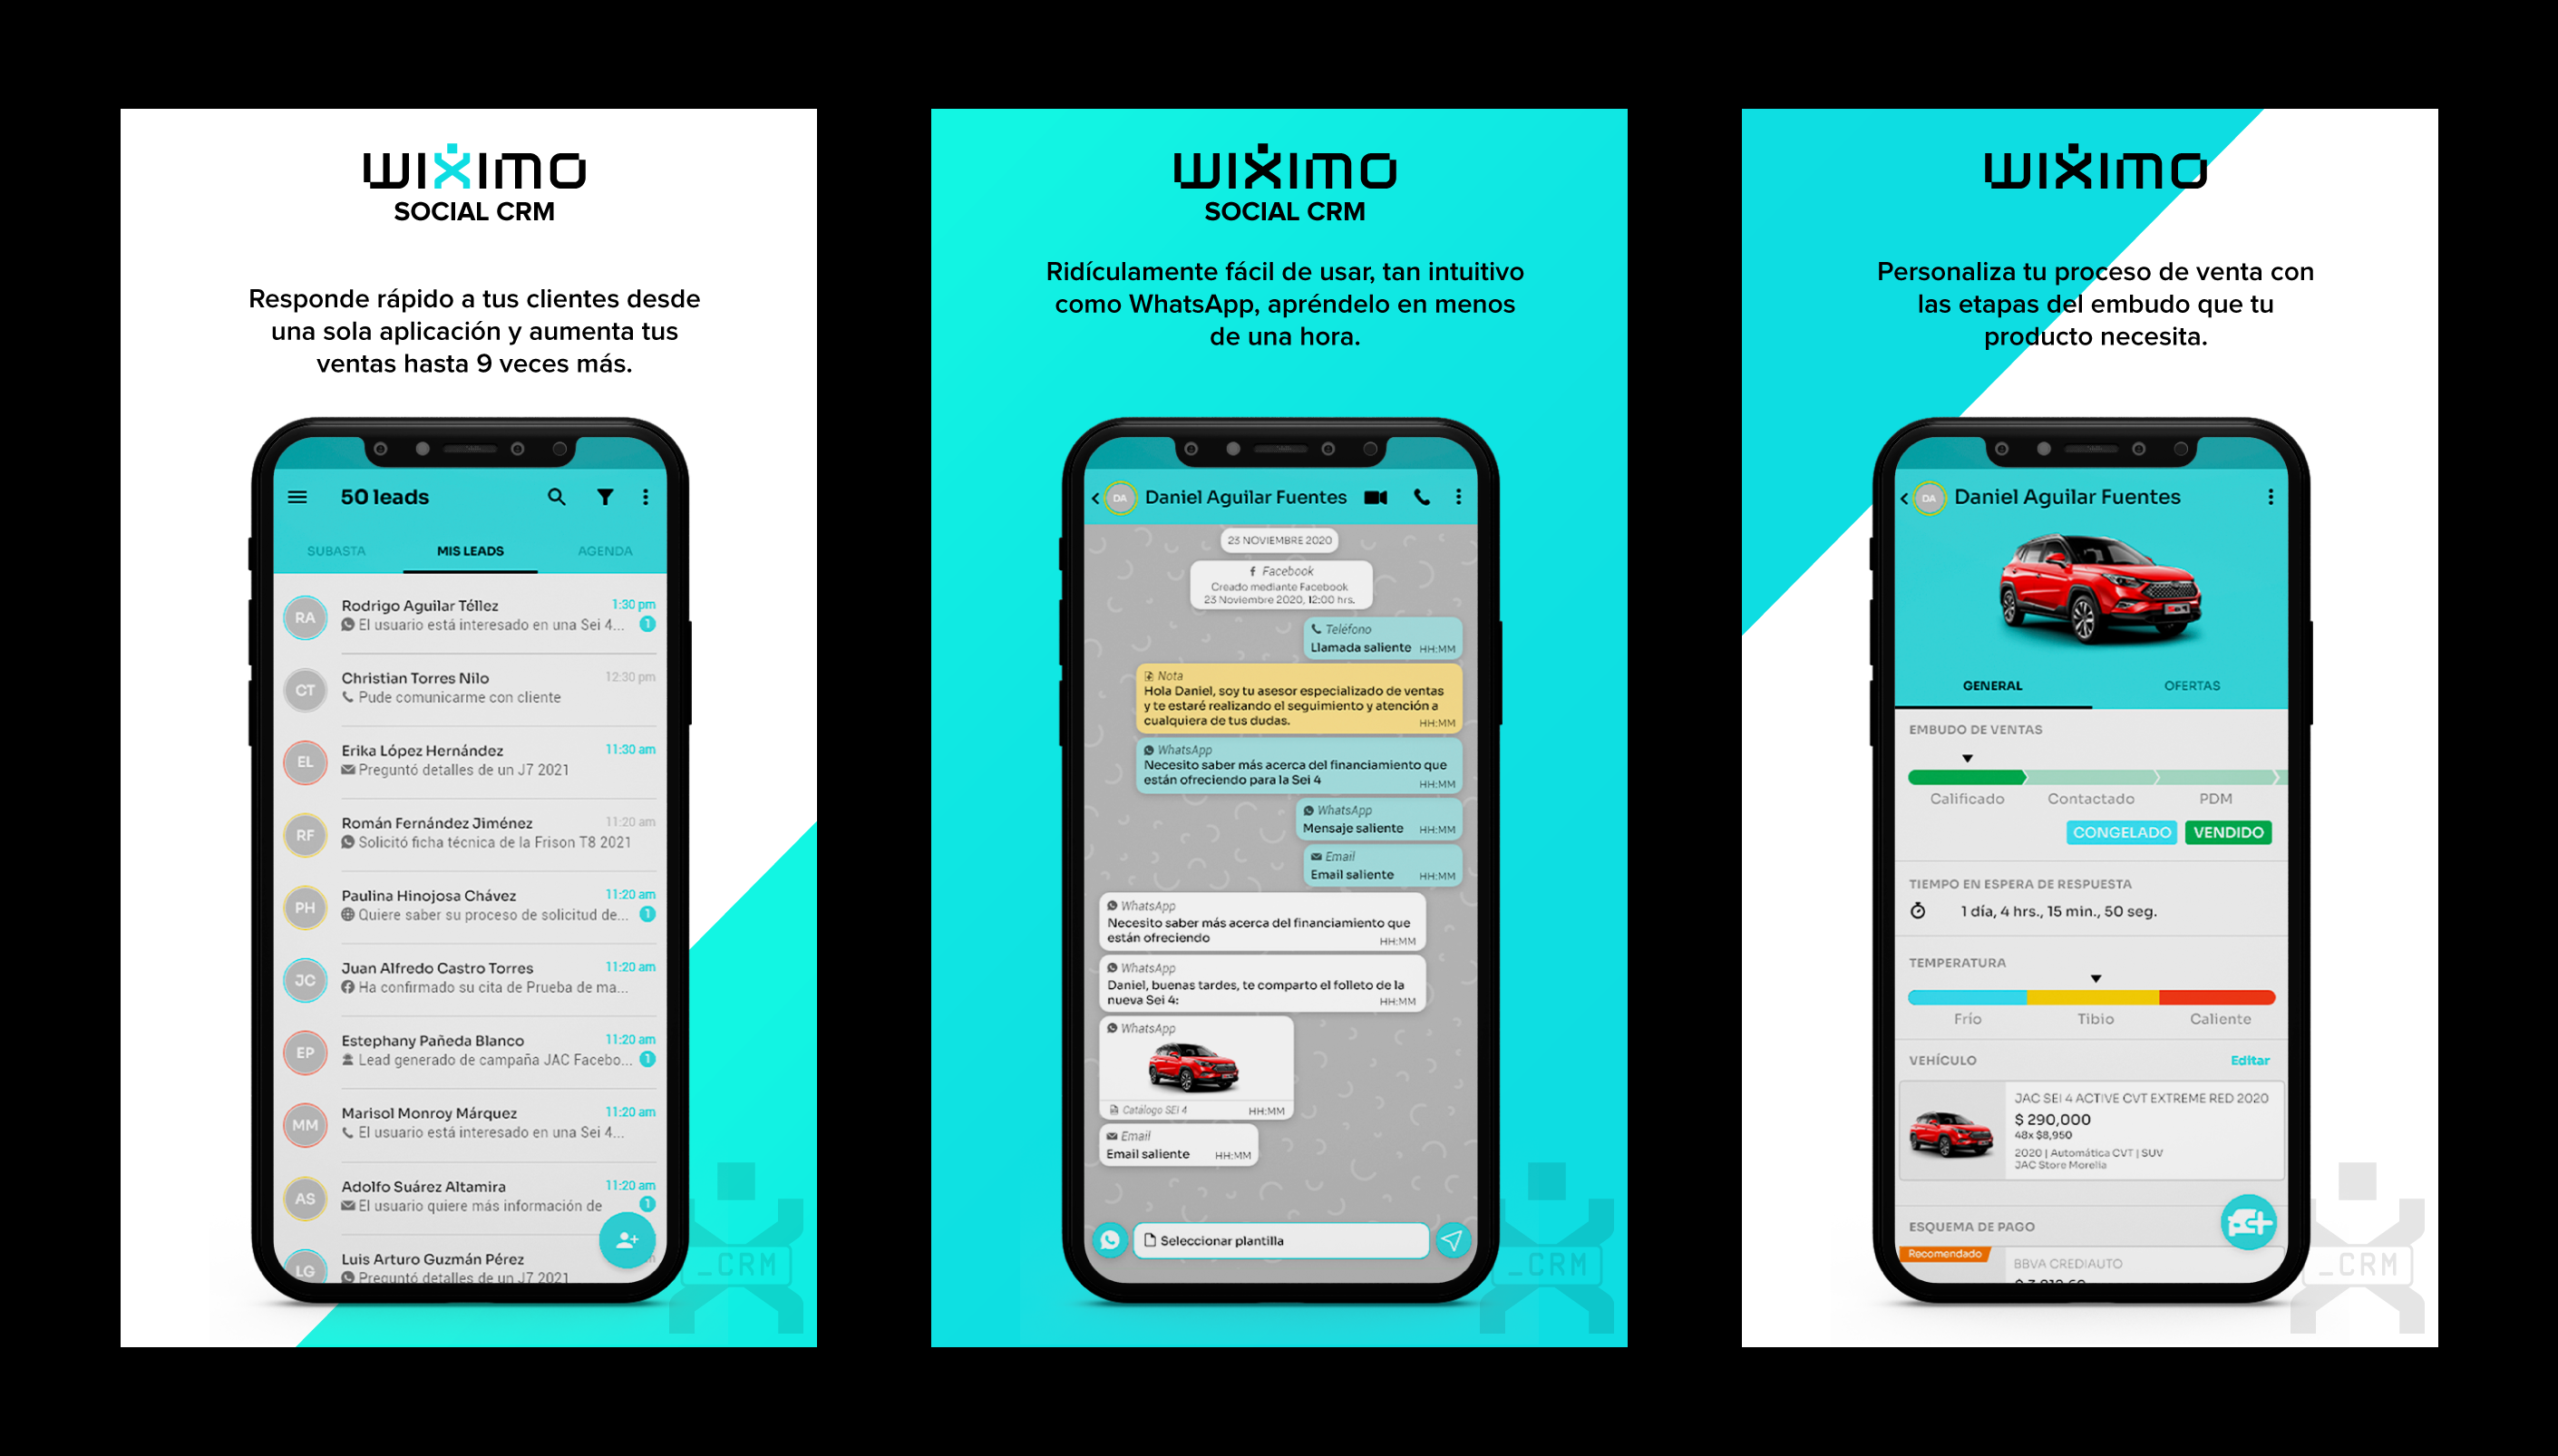 WIXIMO
SOCIAL CRM
Responde rápido a tus clientes desde
una sola aplicación y aumenta tus
ventas hasta 9 veces más.
50 leads
SUBASTA
MIS LEADS
AGENDA
RA
Rodrigo Aguilar Téllez
1:30 pm
El usuario está interesado en una Sei 4...
1
CT
Christian Torres Nilo
12:30 pm
Pude comunicarme con cliente
EL
Erika López Hernández
11:30 am
Preguntó detalles de un J7 2021
RF
Román Fernández Jiménez
11:20 am
Solicitó ficha técnica de la Frison T8 2021
PH
Paulina Hinojosa Chávez
11:20 am
Quiere saber su proceso de solicitud de...
1
JC
Juan Alfredo Castro Torres
11:20 am
Ha confirmado su cita de Prueba de ma...
EP
Estephany Pañeda Blanco
11:20 am
Lead generado de campaña JAC Facebo...
1
MM
Marisol Monroy Márquez
11:20 am
El usuario está interesado en una Sei 4...
AS
Adolfo Suárez Altamira
11:20 am
El usuario quiere más información de
1
LG
Luis Arturo Guzmán Pérez
Preguntó detalles de un J7 2021
_CRM
WIXIMO
SOCIAL CRM
Ridículamente fácil de usar, tan intuitivo
como WhatsApp, apréndelo en menos
de una hora.
DA
Daniel Aguilar Fuentes
23 NOVIEMBRE 2020
Facebook
Creado mediante Facebook
23 Noviembre 2020, 12:00 hrs.
Teléfono
Llamada saliente HH:MM
Nota
Hola Daniel, soy tu asesor especializado de ventas
y te estaré realizando el seguimiento y atención a
cualquiera de tus dudas. HH:MM
WhatsApp
Necesito saber más acerca del financiamiento que
están ofreciendo para la Sei 4
HH:MM
WhatsApp
Mensaje saliente HH:MM
Email
Email saliente HH:MM
WhatsApp
Necesito saber más acerca del financiamiento que
están ofreciendo HH:MM
WhatsApp
Daniel, buenas tardes, te comparto el folleto de la
nueva Sei 4: HH:MM
WhatsApp
Catálogo SEI 4 HH:MM
Email
Email saliente HH:MM
Seleccionar plantilla
_CRM
WIXIMO
Personaliza tu proceso de venta con
las etapas del embudo que tu
producto necesita.
DA
Daniel Aguilar Fuentes
GENERAL
OFERTAS
EMBUDO DE VENTAS
Calificado
Contactado
PDM
CONGELADO
VENDIDO
TIEMPO EN ESPERA DE RESPUESTA
1 día, 4 hrs., 15 min., 50 seg.
TEMPERATURA
Frío
Tibio
Caliente
VEHÍCULO
Editar
JAC SEI 4 ACTIVE CVT EXTREME RED 2020
$ 290,000
48x $8,950
2020 | Automática CVT | SUV
JAC Store Morelia
ESQUEMA DE PAGO
Recomendado
BBVA CREDIAUTO
_CRM